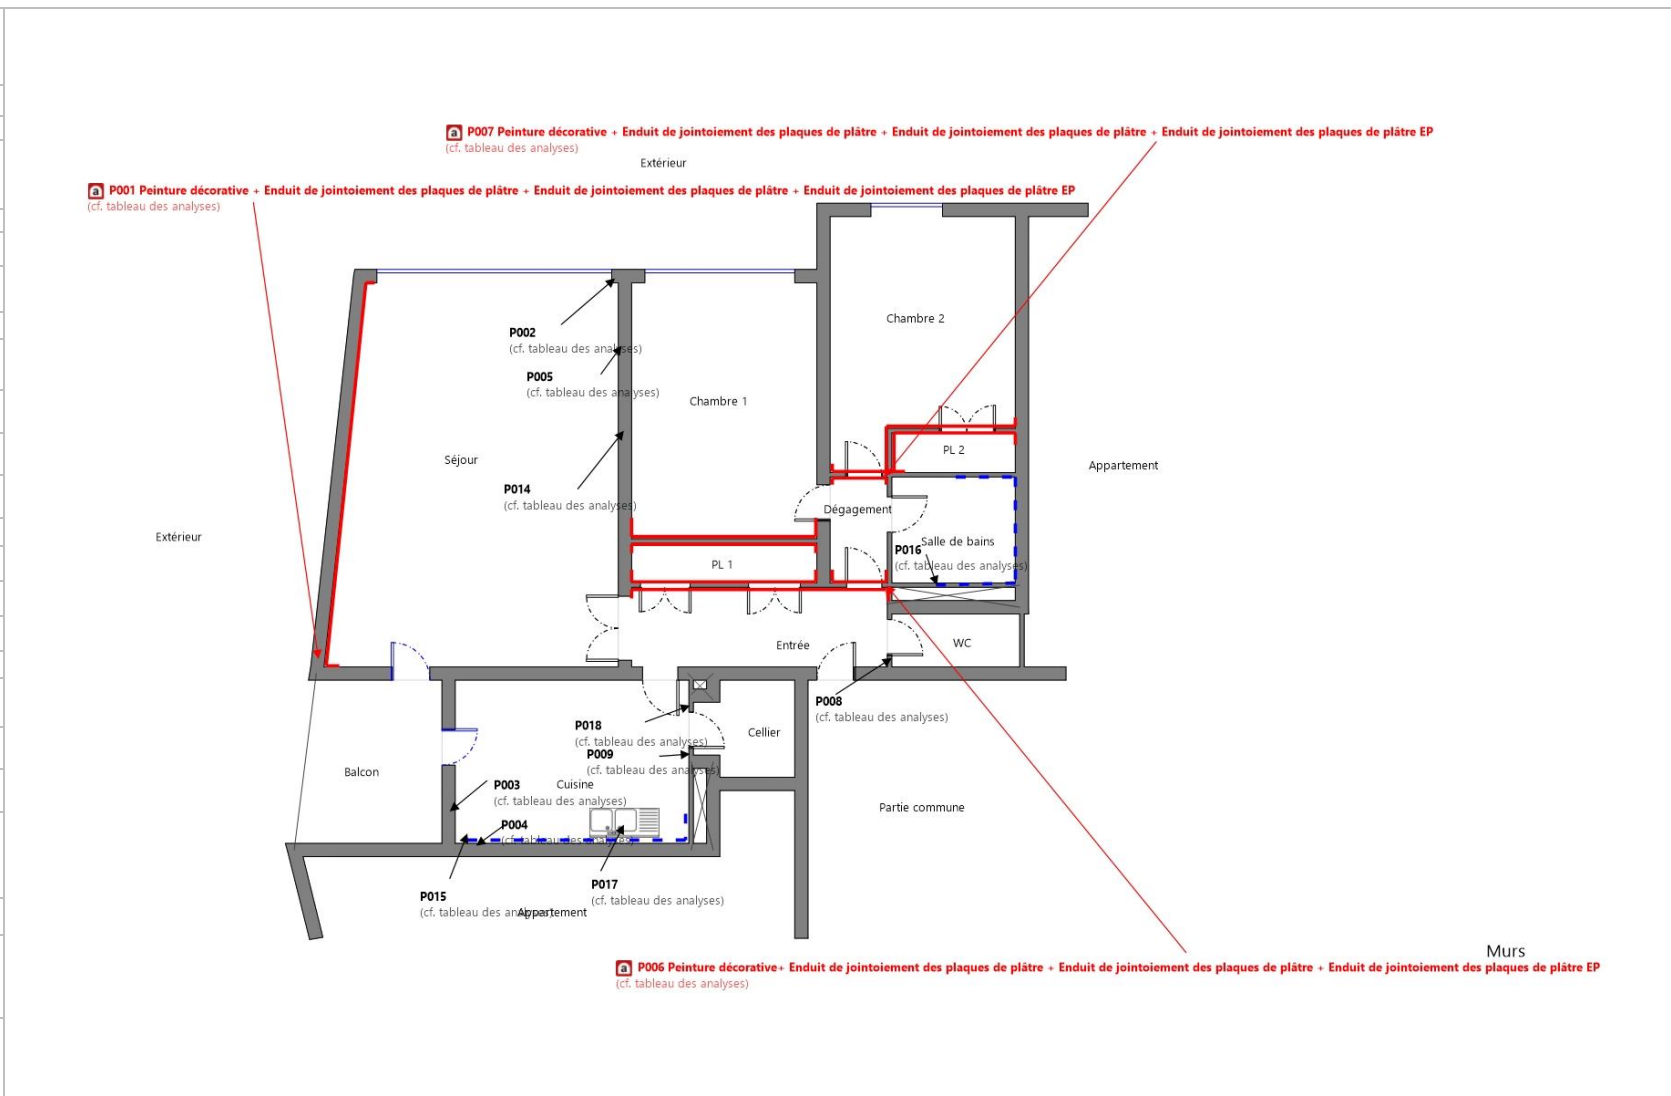 a P007 Peinture décorative + Enduit de jointoiement des plaques de plâtre + Enduit de jointoiement des plaques de plâtre + Enduit de jointoiement des plaques de plâtre EP
(cf. tableau des analyses)
Extérieur
a P001 Peinture décorative + Enduit de jointoiement des plaques de plâtre + Enduit de jointoiement des plaques de plâtre + Enduit de jointoiement des plaques de plâtre EP
(cf. tableau des analyses)
Chambre 2
P002
(cf. tableau des analyses)
P005
(cf. tableau des analyses)
Chambre 1
PL 2
Séjour
Appartement
P014
(cf. tableau des analyses)
Dégagement
Extérieur
Salle de bains
P016
(cf. tableau des analyses)
PL 1
Entrée
WC
P008
(cf. tableau des analyses)
P018
(cf. tableau des analyses)
Cellier
P009
(cf. tableau des analyses)
Balcon
Cuisine
P003
(cf. tableau des analyses)
Partie commune
P004
(cf. tableau des analyses)
P017
(cf. tableau des analyses)
P015
(cf. tableau des analyses)
Appartement
Murs
a P006 Peinture décorative+ Enduit de jointoiement des plaques de plâtre + Enduit de jointoiement des plaques de plâtre + Enduit de jointoiement des plaques de plâtre EP
(cf. tableau des analyses)